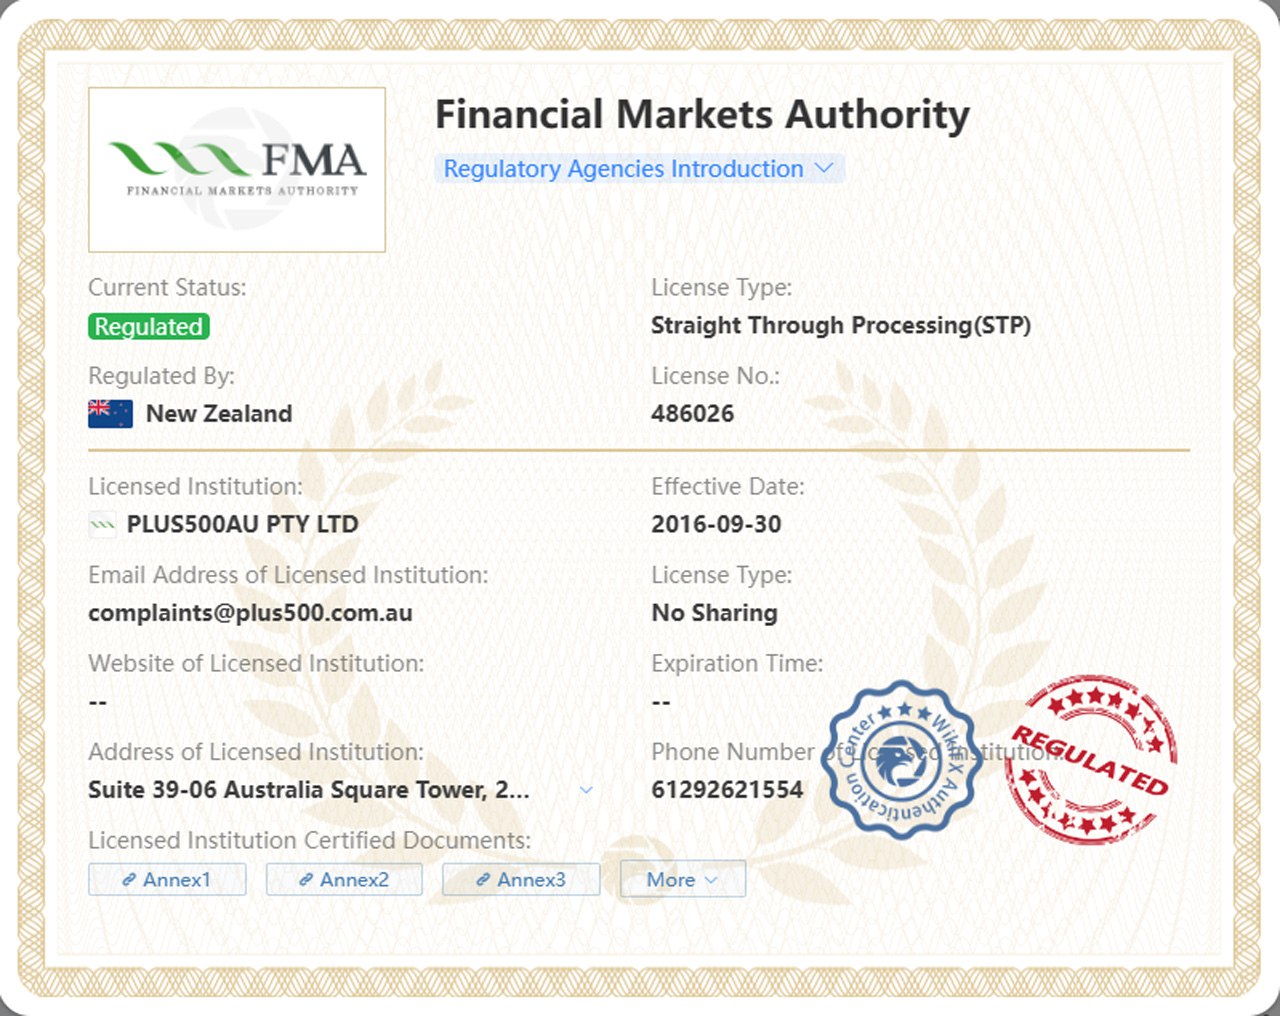 FMA
FINANCIAL MARKETS AUTHORITY
Financial Markets Authority
Regulatory Agencies Introduction
Current Status:
Regulated
License Type:
Straight Through Processing(STP)
Regulated By:
New Zealand
License No.:
486026
Licensed Institution:
PLUS500AU PTY LTD
Effective Date:
2016-09-30
Email Address of Licensed Institution:
complaints@plus500.com.au
License Type:
No Sharing
Website of Licensed Institution:
--
Expiration Time:
--
Address of Licensed Institution:
Suite 39-06 Australia Square Tower, 2...
Phone Number of Licensed Institution:
61292621554
WikiFX Authentication Center
REGULATED
Licensed Institution Certified Documents:
Annex1
Annex2
Annex3
More